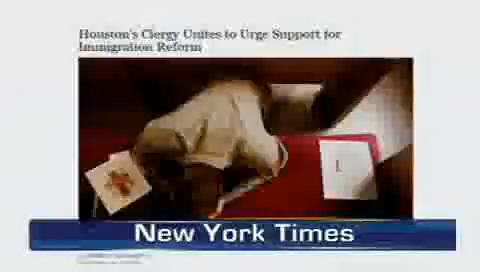 Houston's Clergy Unites to Urge Support for
Immigration Reform
New York Times